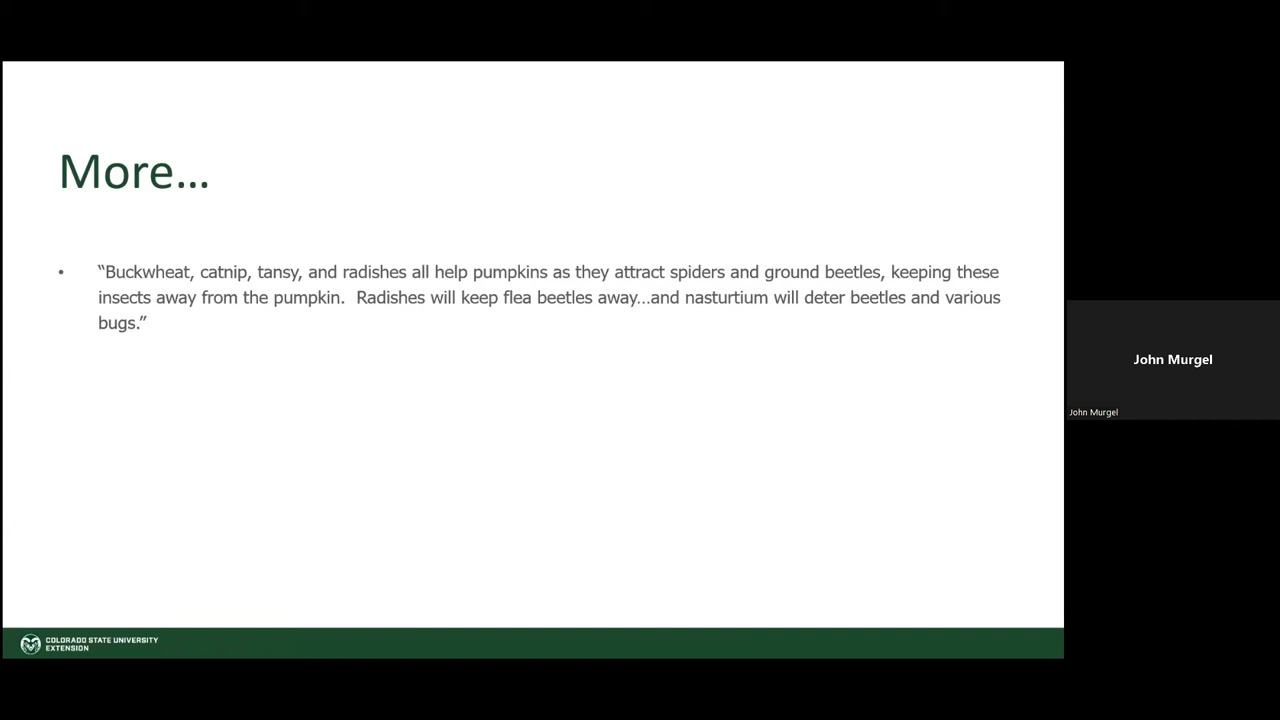 More…
• “Buckwheat, catnip, tansy, and radishes all help pumpkins as they attract spiders and ground beetles, keeping these
insects away from the pumpkin.  Radishes will keep flea beetles away…and nasturtium will deter beetles and various
bugs.”
John Murgel
John Murgel
COLORADO STATE UNIVERSITY
EXTENSION